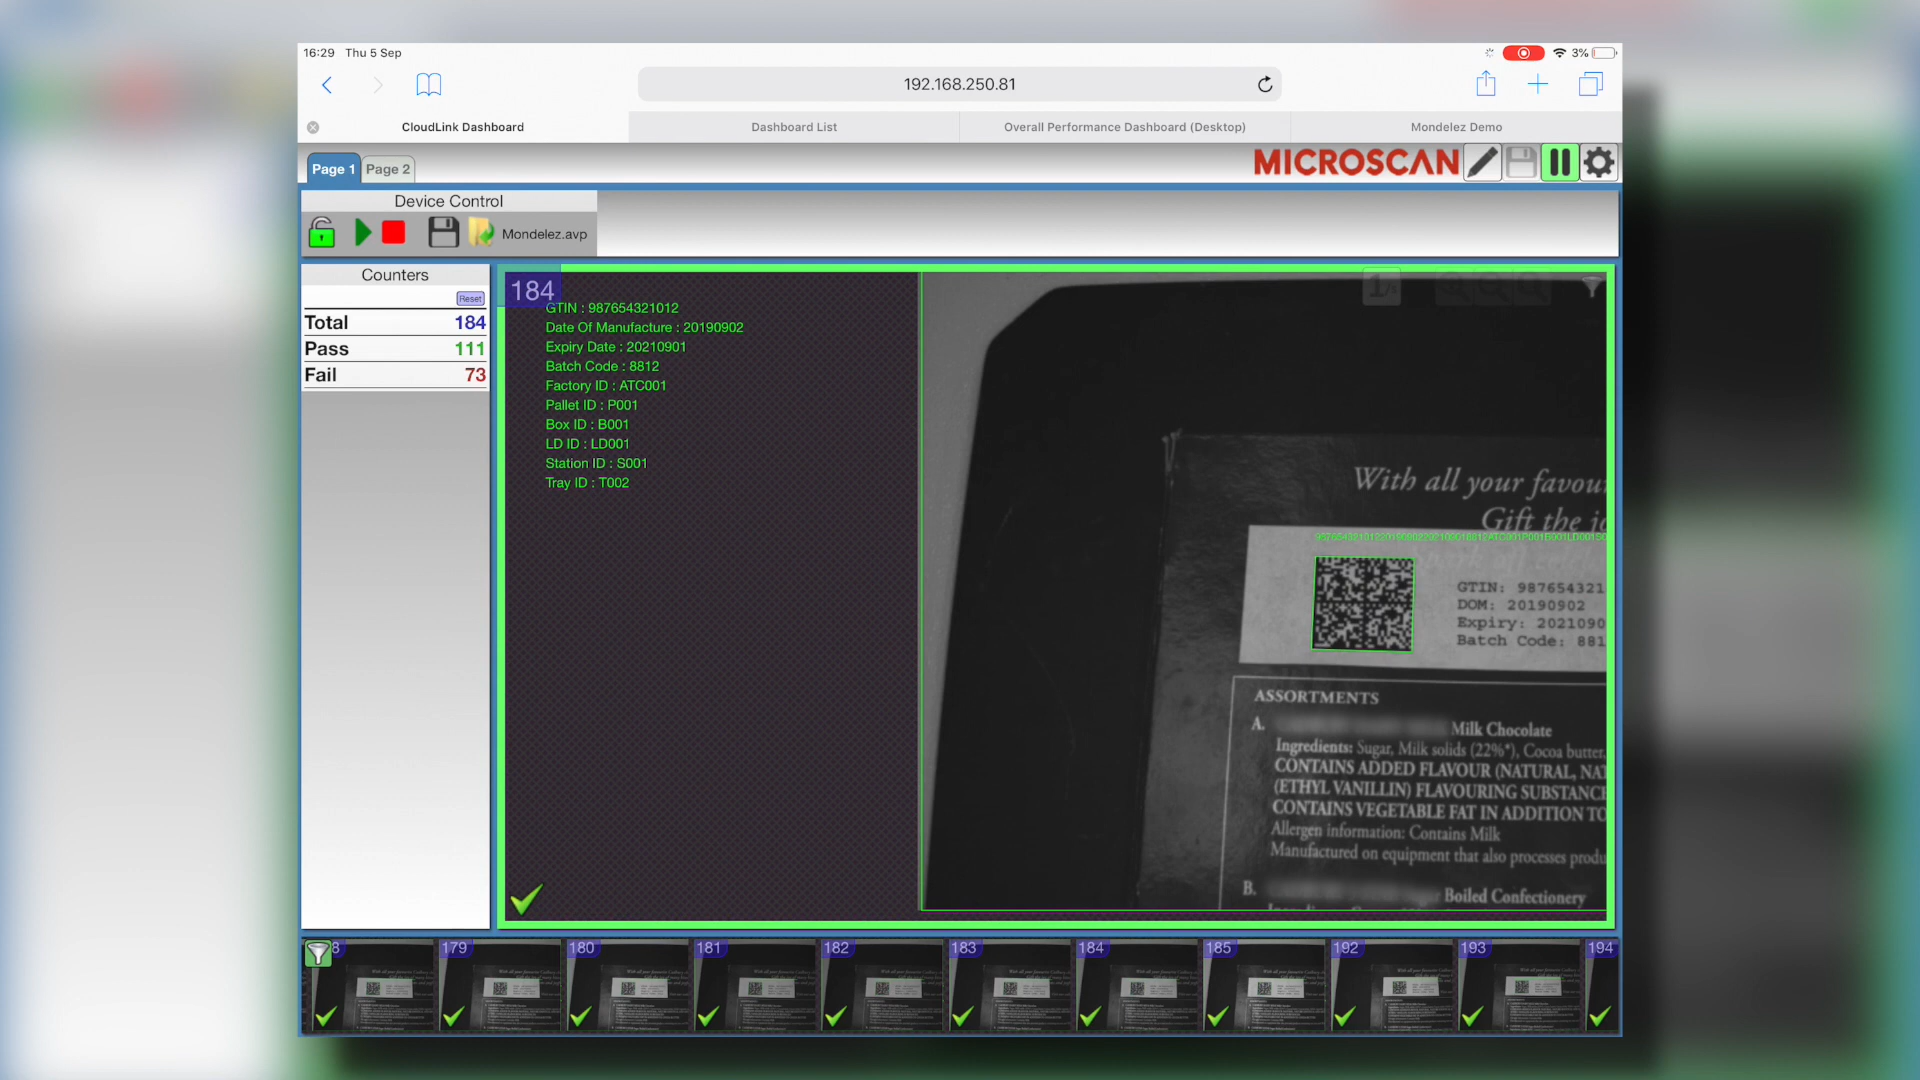 16:29 Thu 5 Sep
3%
192.168.250.81
CloudLink Dashboard
Dashboard List
Overall Performance Dashboard (Desktop)
Mondelez Demo
Page 1
Page 2
MICROSCAN
Device Control
Mondelez.avp
Counters
Reset
Total 184
Pass 111
Fail 73
184
GTIN : 987654321012
Date Of Manufacture : 20190902
Expiry Date : 20210901
Batch Code : 8812
Factory ID : ATC001
Pallet ID : P001
Box ID : B001
LD ID : LD001
Station ID : S001
Tray ID : T002
With all your favou
Gift the jo
GTIN: 987654321
DOM: 20190902
Expiry: 2021090
Batch Code: 881
ASSORTMENTS
A. Milk Chocolate
Ingredients: Sugar, Milk solids (22%*), Cocoa butter,
CONTAINS ADDED FLAVOUR (NATURAL, NAT
(ETHYL VANILLIN) FLAVOURING SUBSTANCE
CONTAINS VEGETABLE FAT IN ADDITION TO
Allergen information: Contains Milk
Manufactured on equipment that also processes produ
B. Boiled Confectionery
8
179
180
181
182
183
184
185
192
193
194